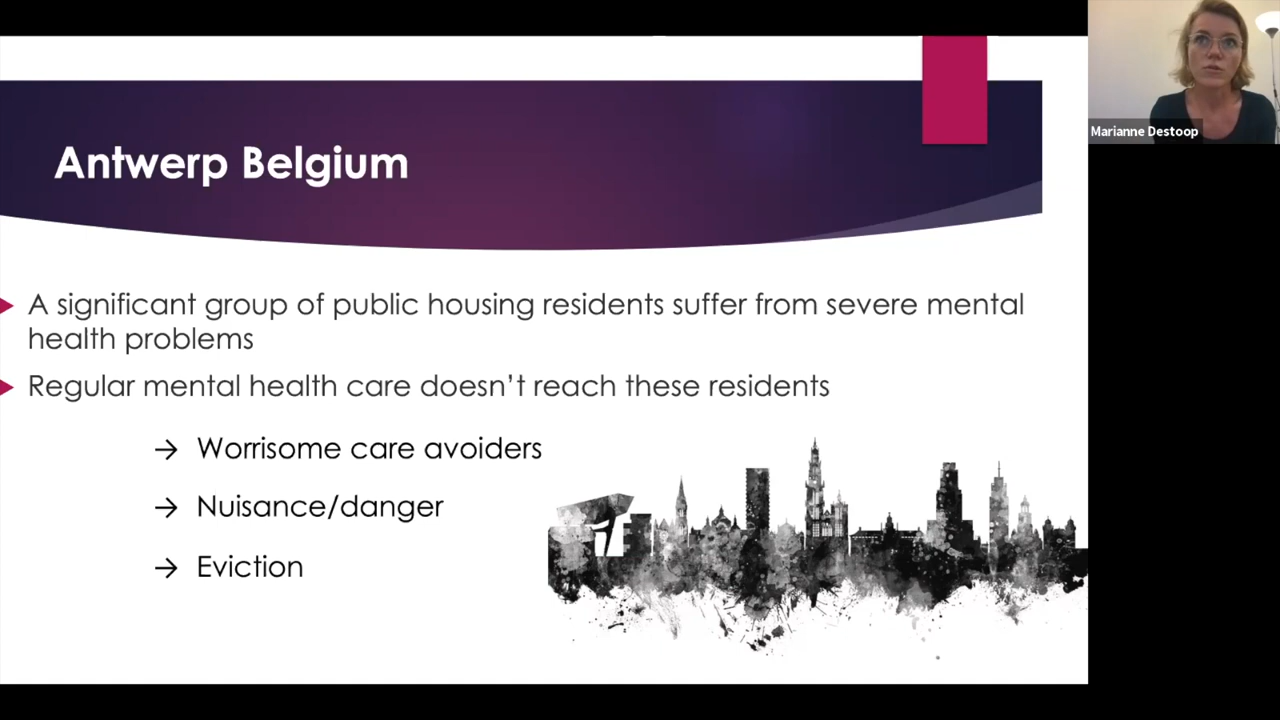 Antwerp Belgium
A significant group of public housing residents suffer from severe mental
health problems
Regular mental health care doesn’t reach these residents
→ Worrisome care avoiders
→ Nuisance/danger
→ Eviction
Marianne Destoop